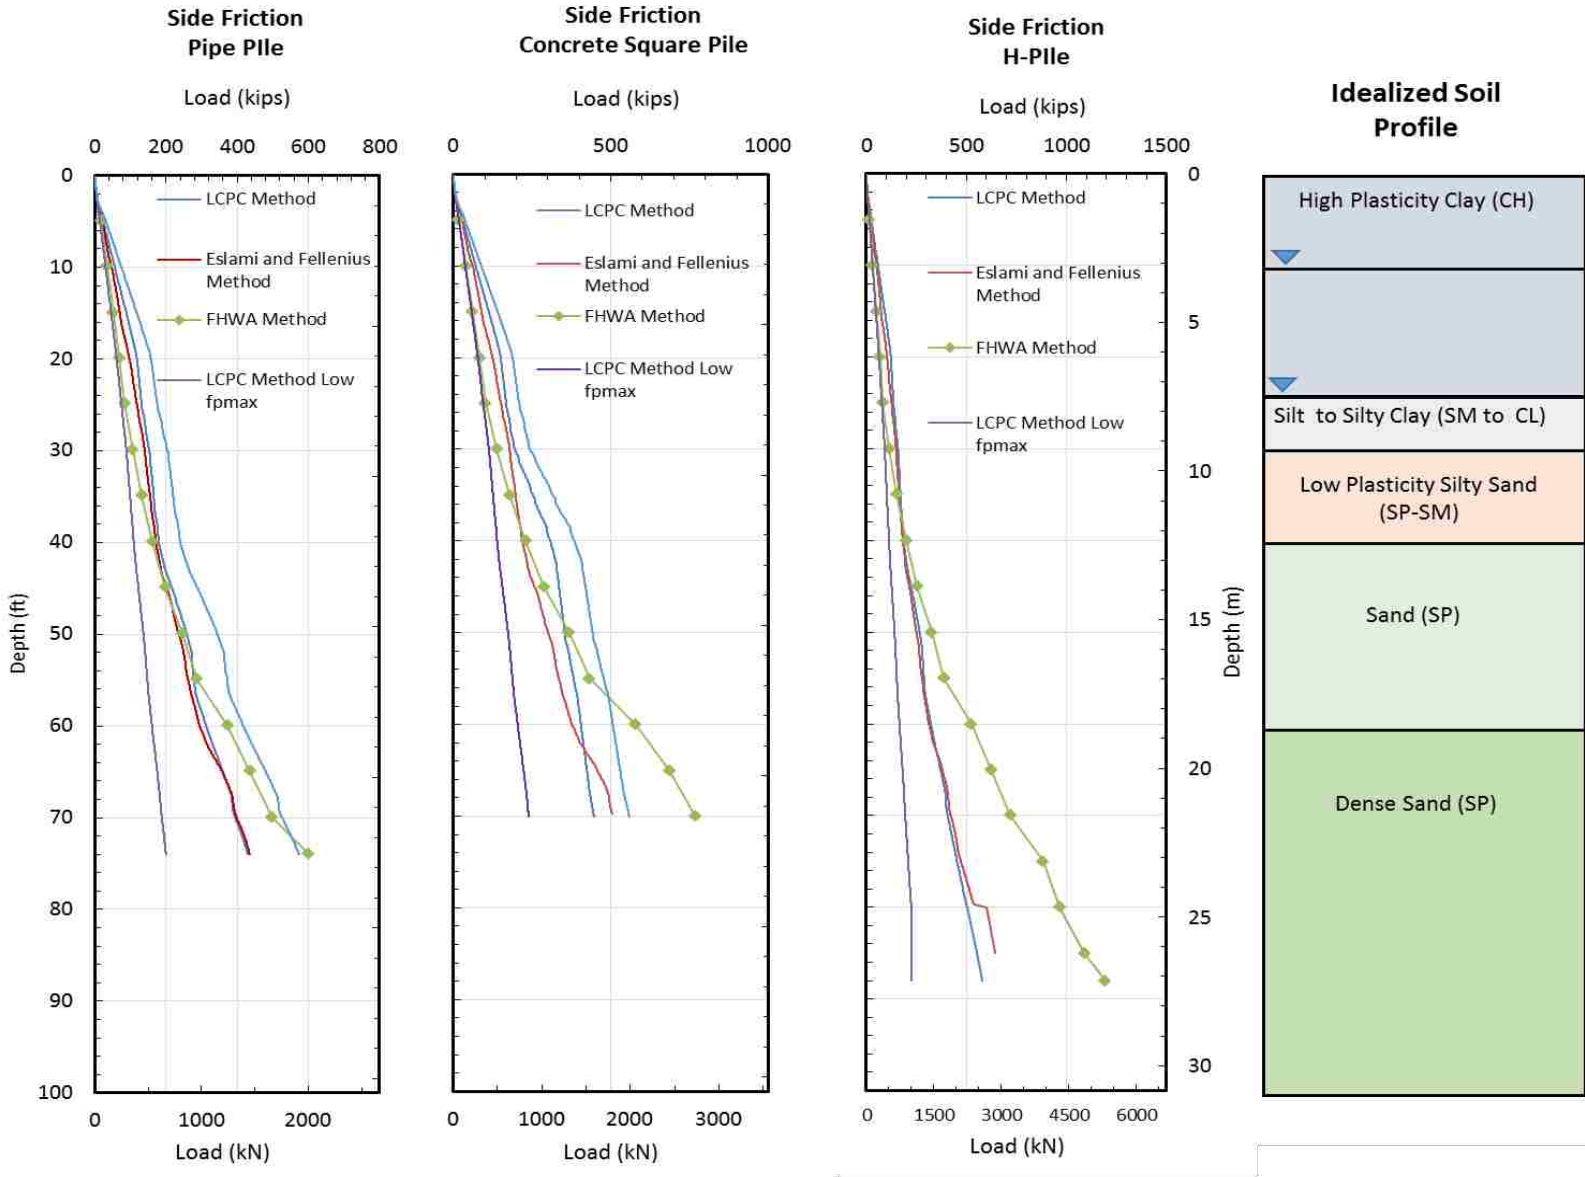 Side Friction
Pipe PIle
Load (kips)
0 200 400 600 800
0
10
20
30
40
50
60
70
80
90
100
Depth (ft)
LCPC Method
Eslami and Fellenius
Method
FHWA Method
LCPC Method Low
fpmax
0 1000 2000
Load (kN)
Side Friction
Concrete Square Pile
Load (kips)
0 500 1000
LCPC Method
Eslami and Fellenius
Method
FHWA Method
LCPC Method Low
fpmax
0 1000 2000 3000
Load (kN)
Side Friction
H-PIle
Load (kips)
0 500 1000 1500
LCPC Method
Eslami and Fellenius
Method
FHWA Method
LCPC Method Low
fpmax
0 1500 3000 4500 6000
Load (kN)
0
5
10
15
20
25
30
Depth (m)
Idealized Soil
Profile
High Plasticity Clay (CH)
Silt to Silty Clay (SM to CL)
Low Plasticity Silty Sand
(SP-SM)
Sand (SP)
Dense Sand (SP)